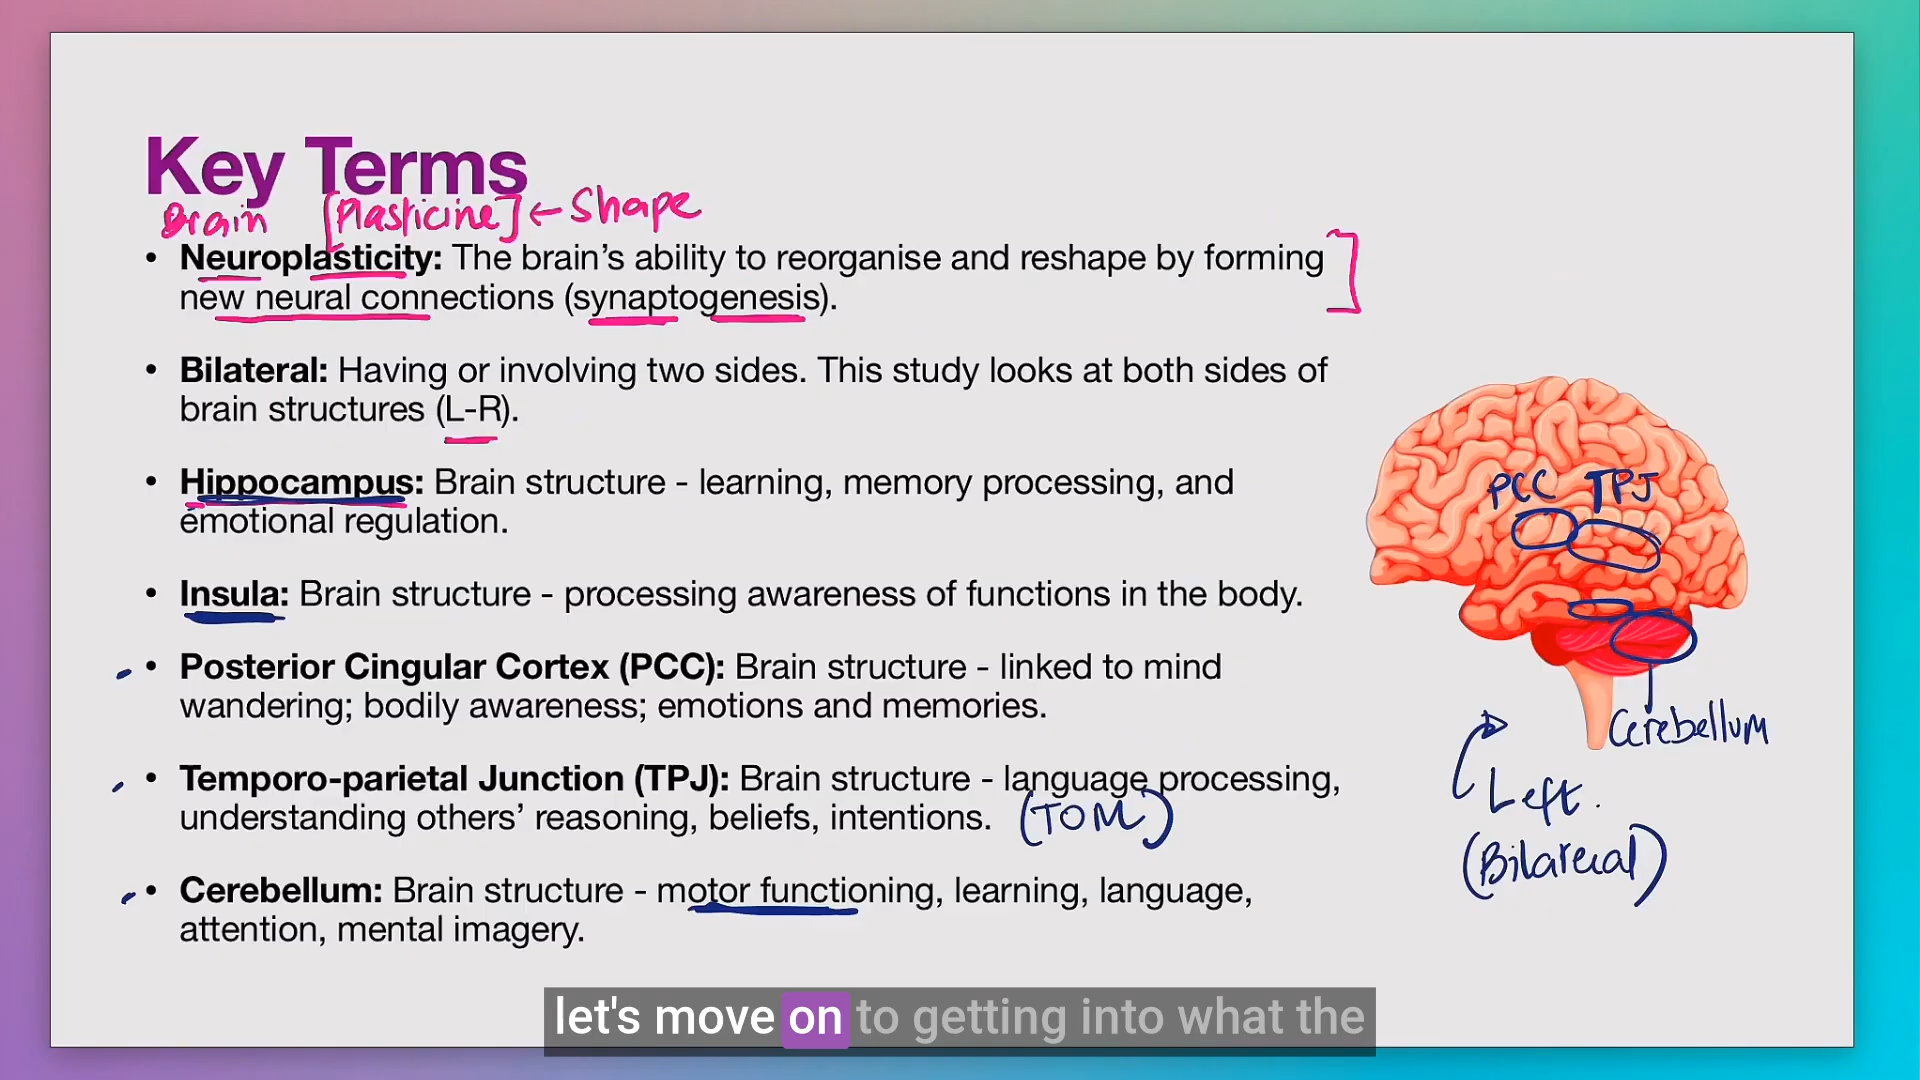 Key Terms
Brain [Plasticine] ← Shape
• Neuroplasticity: The brain’s ability to reorganise and reshape by forming
new neural connections (synaptogenesis).
• Bilateral: Having or involving two sides. This study looks at both sides of
brain structures (L-R).
• Hippocampus: Brain structure - learning, memory processing, and
emotional regulation.
• Insula: Brain structure - processing awareness of functions in the body.
• Posterior Cingular Cortex (PCC): Brain structure - linked to mind
wandering; bodily awareness; emotions and memories.
• Temporo-parietal Junction (TPJ): Brain structure - language processing,
understanding others’ reasoning, beliefs, intentions. (TOM)
• Cerebellum: Brain structure - motor functioning, learning, language,
attention, mental imagery.
PCC TPJ
Cerebellum
Left.
(Bilareral)
let's move on to getting into what the